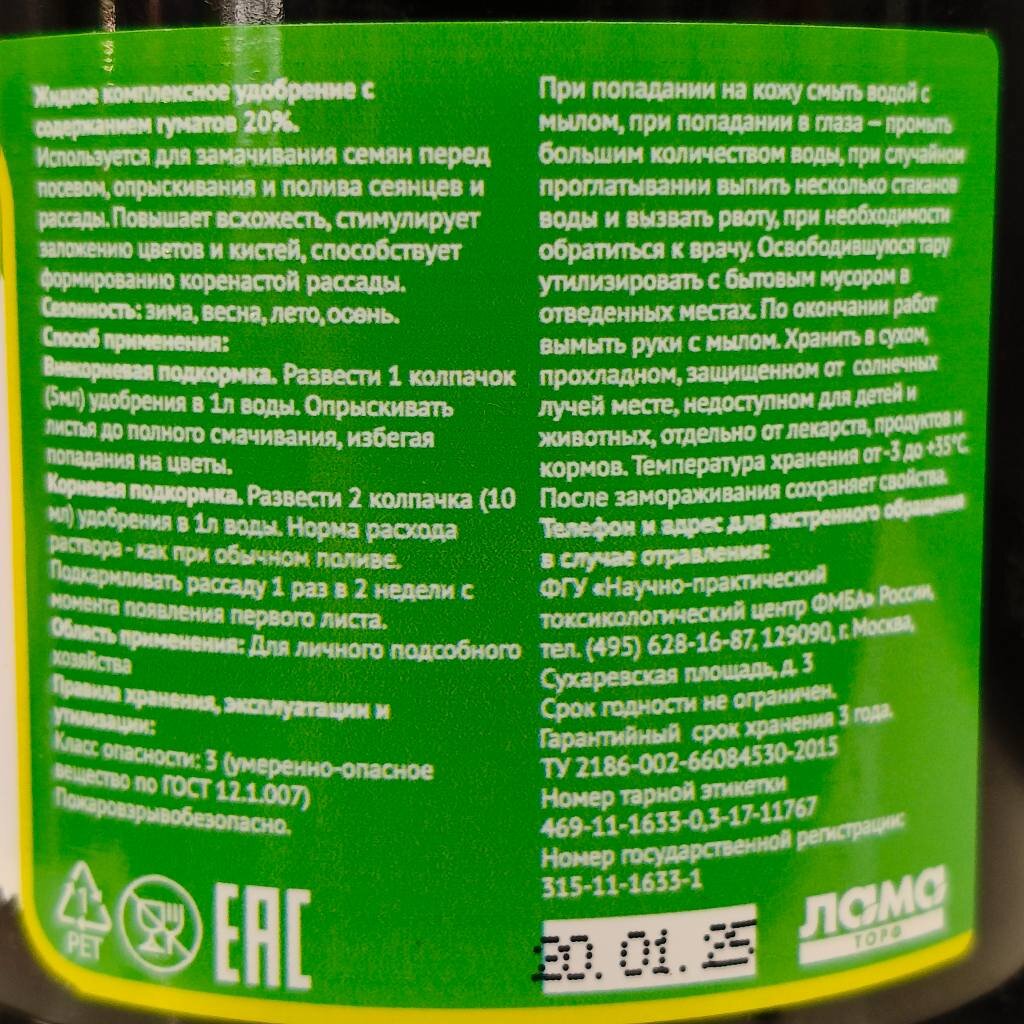 Жидкое комплексное удобрение с
содержанием гуматов 20%.
Используется для замачивания семян перед
посевом, опрыскивания и полива сеянцев и
рассады. Повышает всхожесть, стимулирует
заложению цветов и кистей, способствует
формированию коренастой рассады.
Сезонность: зима, весна, лето, осень.
Способ применения:
Внекорневая подкормка. Развести 1 колпачок
(5мл) удобрения в 1л воды. Опрыскивать
листья до полного смачивания, избегая
попадания на цветы.
Корневая подкормка. Развести 2 колпачка (10
мл) удобрения в 1л воды. Норма расхода
раствора - как при обычном поливе.
Подкармливать рассаду 1 раз в 2 недели с
момента появления первого листа.
Область применения: Для личного подсобного
хозяйства
Правила хранения, эксплуатации и
утилизации:
Класс опасности: 3 (умеренно-опасное
вещество по ГОСТ 12.1.007)
Пожаровзрывобезопасно.
1
PET
EAC
При попадании на кожу смыть водой с
мылом, при попадании в глаза – промыть
большим количеством воды, при случайном
проглатывании выпить несколько стаканов
воды и вызвать рвоту, при необходимости
обратиться к врачу. Освободившуюся тару
утилизировать с бытовым мусором в
отведенных местах. По окончании работ
вымыть руки с мылом. Хранить в сухом,
прохладном, защищенном от солнечных
лучей месте, недоступном для детей и
животных, отдельно от лекарств, продуктов и
кормов. Температура хранения от -3 до +35°С.
После замораживания сохраняет свойства.
Телефон и адрес для экстренного обращения
в случае отравления:
ФГУ «Научно-практический
токсикологический центр ФМБА» России,
тел. (495) 628-16-87, 129090, г. Москва,
Сухаревская площадь, д. 3
Срок годности не ограничен.
Гарантийный срок хранения 3 года.
ТУ 2186-002-66084530-2015
Номер тарной этикетки
469-11-1633-0,3-17-11767
Номер государственной регистрации:
315-11-1633-1
30. 01. 25
ЛАМА
ТОРФ